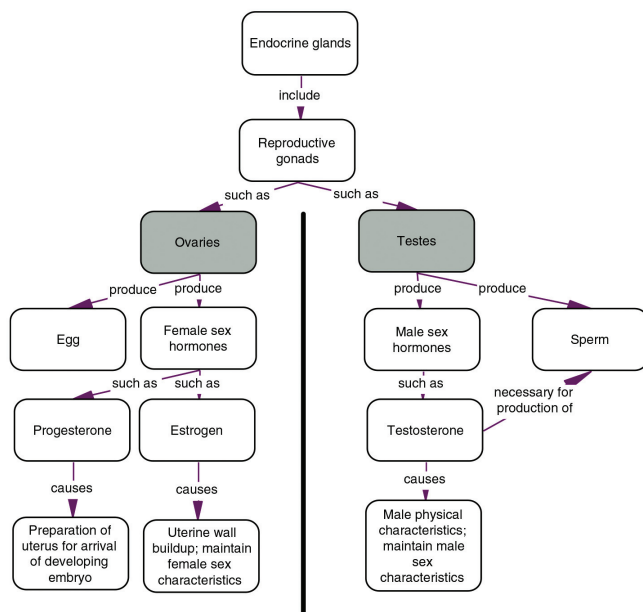 Endocrine glands
include
Reproductive
gonads
such as
such as
Ovaries
Testes
produce
produce
produce
produce
Egg
Female sex
hormones
Male sex
hormones
Sperm
such as
such as
such as
necessary for
production of
Progesterone
Estrogen
Testosterone
causes
causes
causes
Preparation of
uterus for arrival
of developing
embryo
Uterine wall
buildup; maintain
female sex
characteristics
Male physical
characteristics;
maintain male
sex
characteristics